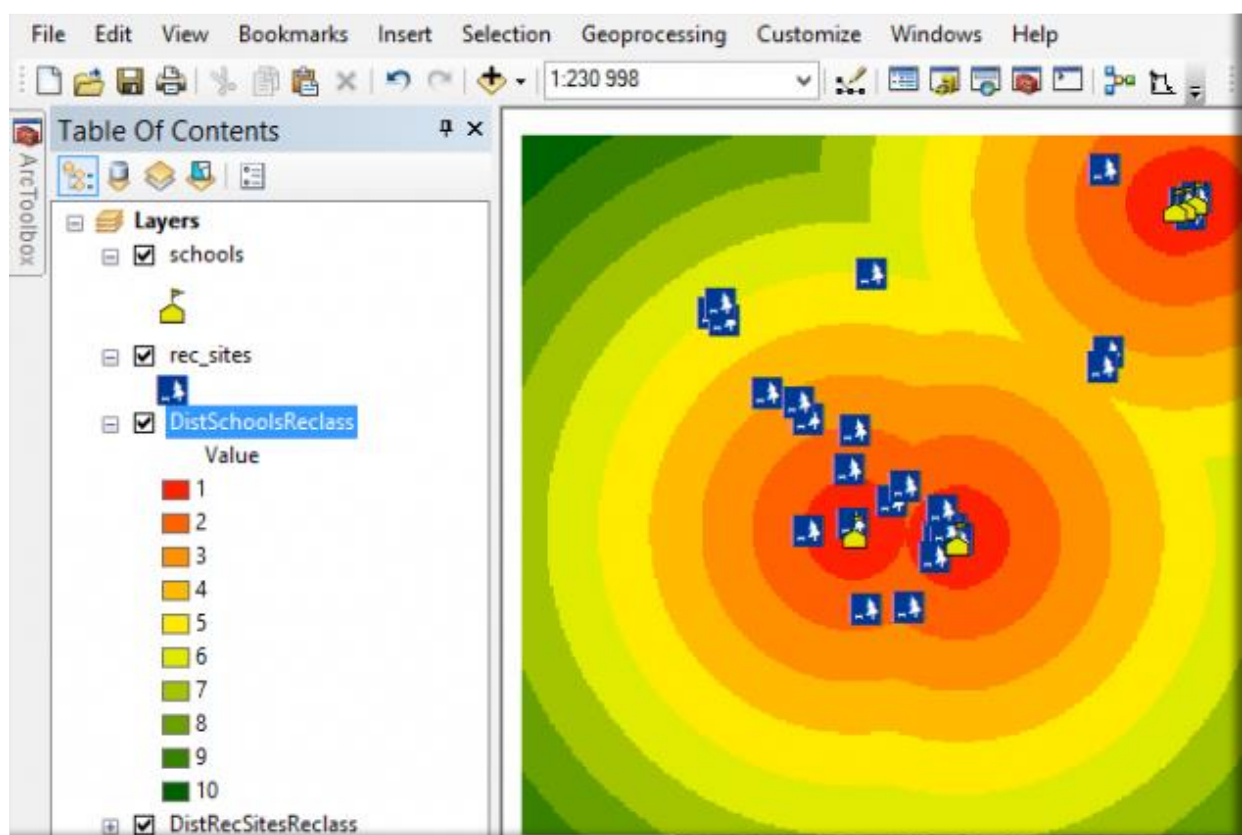 File Edit View Bookmarks Insert Selection Geoprocessing Customize Windows Help
1:230 998
Table Of Contents
ArcToolbox
Layers
schools
rec_sites
DistSchoolsReclass
Value
1
2
3
4
5
6
7
8
9
10
DistRecSitesReclass